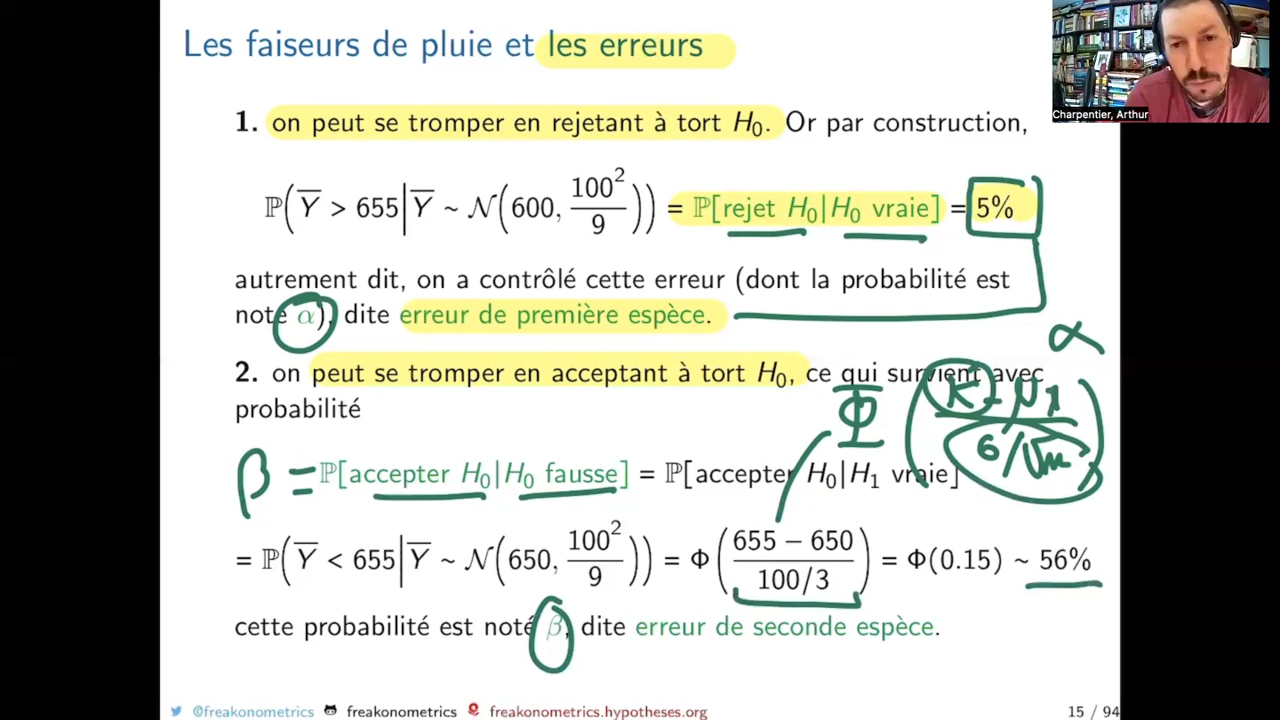 Les faiseurs de pluie et les erreurs
Charpentier, Arthur
1. on peut se tromper en rejetant à tort H₀. Or par construction,
ℙ(Y̅ > 655|Y̅ ~ 𝒩(600, 100²/9)) = ℙ[rejet H₀|H₀ vraie] = 5%
autrement dit, on a contrôlé cette erreur (dont la probabilité est
noté α), dite erreur de première espèce.
α
2. on peut se tromper en acceptant à tort H₀, ce qui survient avec
probabilité
Φ (K - μ₁ / σ/√n)
β = ℙ[accepter H₀|H₀ fausse] = ℙ[accepter H₀|H₁ vraie]
= ℙ(Y̅ < 655|Y̅ ~ 𝒩(650, 100²/9)) = Φ(655 − 650 / 100/3) = Φ(0.15) ~ 56%
cette probabilité est noté β, dite erreur de seconde espèce.
@freakonometrics freakonometrics freakonometrics.hypotheses.org 15 / 94